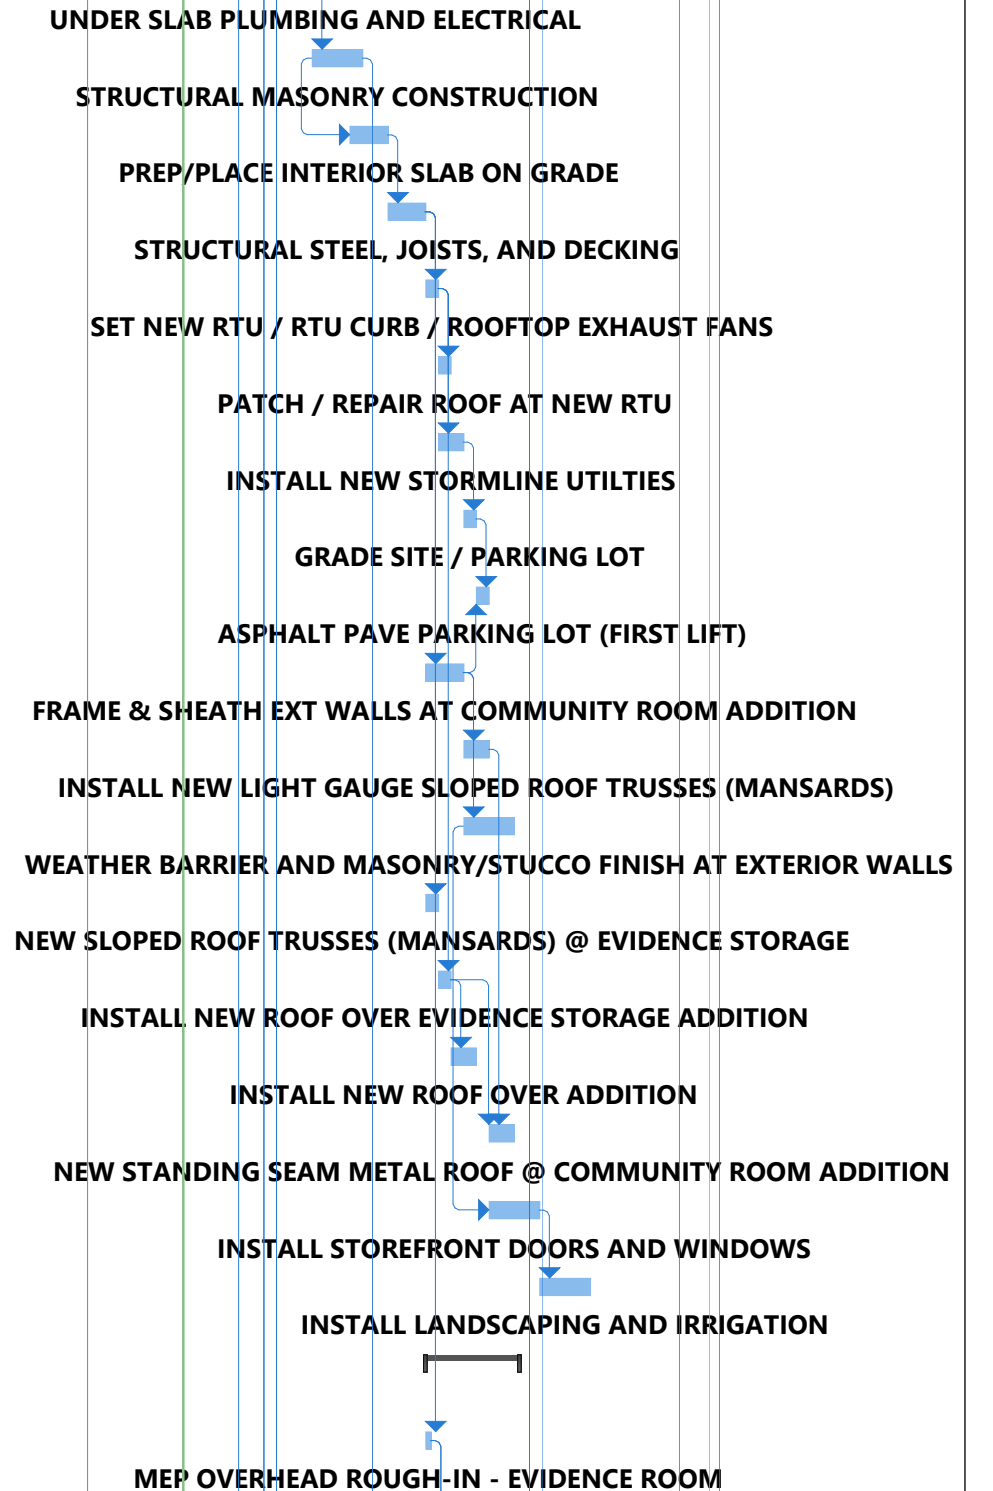 UNDER SLAB PLUMBING AND ELECTRICAL
STRUCTURAL MASONRY CONSTRUCTION
PREP/PLACE INTERIOR SLAB ON GRADE
STRUCTURAL STEEL, JOISTS, AND DECKING
SET NEW RTU / RTU CURB / ROOFTOP EXHAUST FANS
PATCH / REPAIR ROOF AT NEW RTU
INSTALL NEW STORMLINE UTILTIES
GRADE SITE / PARKING LOT
ASPHALT PAVE PARKING LOT (FIRST LIFT)
FRAME & SHEATH EXT WALLS AT COMMUNITY ROOM ADDITION
INSTALL NEW LIGHT GAUGE SLOPED ROOF TRUSSES (MANSARDS)
WEATHER BARRIER AND MASONRY/STUCCO FINISH AT EXTERIOR WALLS
NEW SLOPED ROOF TRUSSES (MANSARDS) @ EVIDENCE STORAGE
INSTALL NEW ROOF OVER EVIDENCE STORAGE ADDITION
INSTALL NEW ROOF OVER ADDITION
NEW STANDING SEAM METAL ROOF @ COMMUNITY ROOM ADDITION
INSTALL STOREFRONT DOORS AND WINDOWS
INSTALL LANDSCAPING AND IRRIGATION
MEP OVERHEAD ROUGH-IN - EVIDENCE ROOM